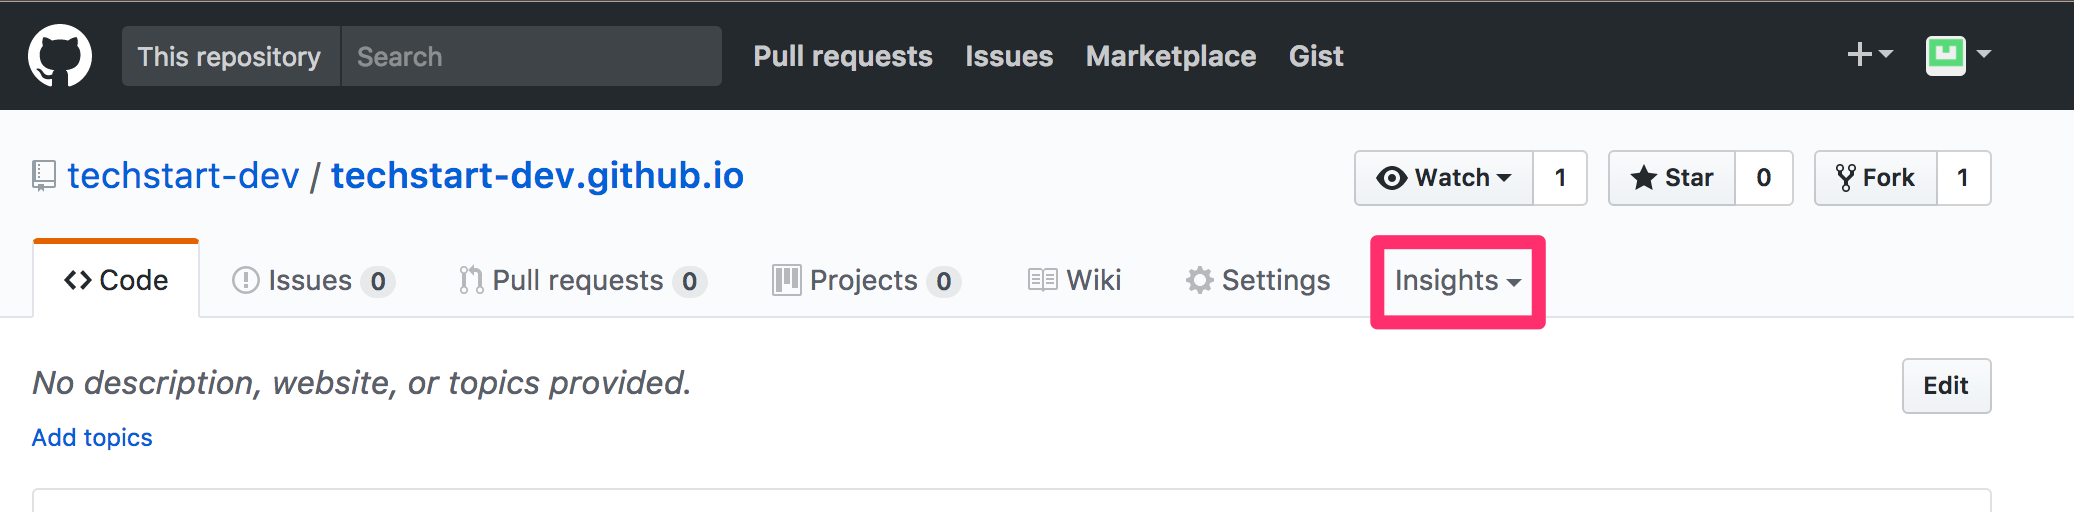 This repository Search Pull requests Issues Marketplace Gist
techstart-dev / techstart-dev.github.io Watch 1 Star 0 Fork 1
Code Issues 0 Pull requests 0 Projects 0 Wiki Settings Insights
No description, website, or topics provided. Edit
Add topics